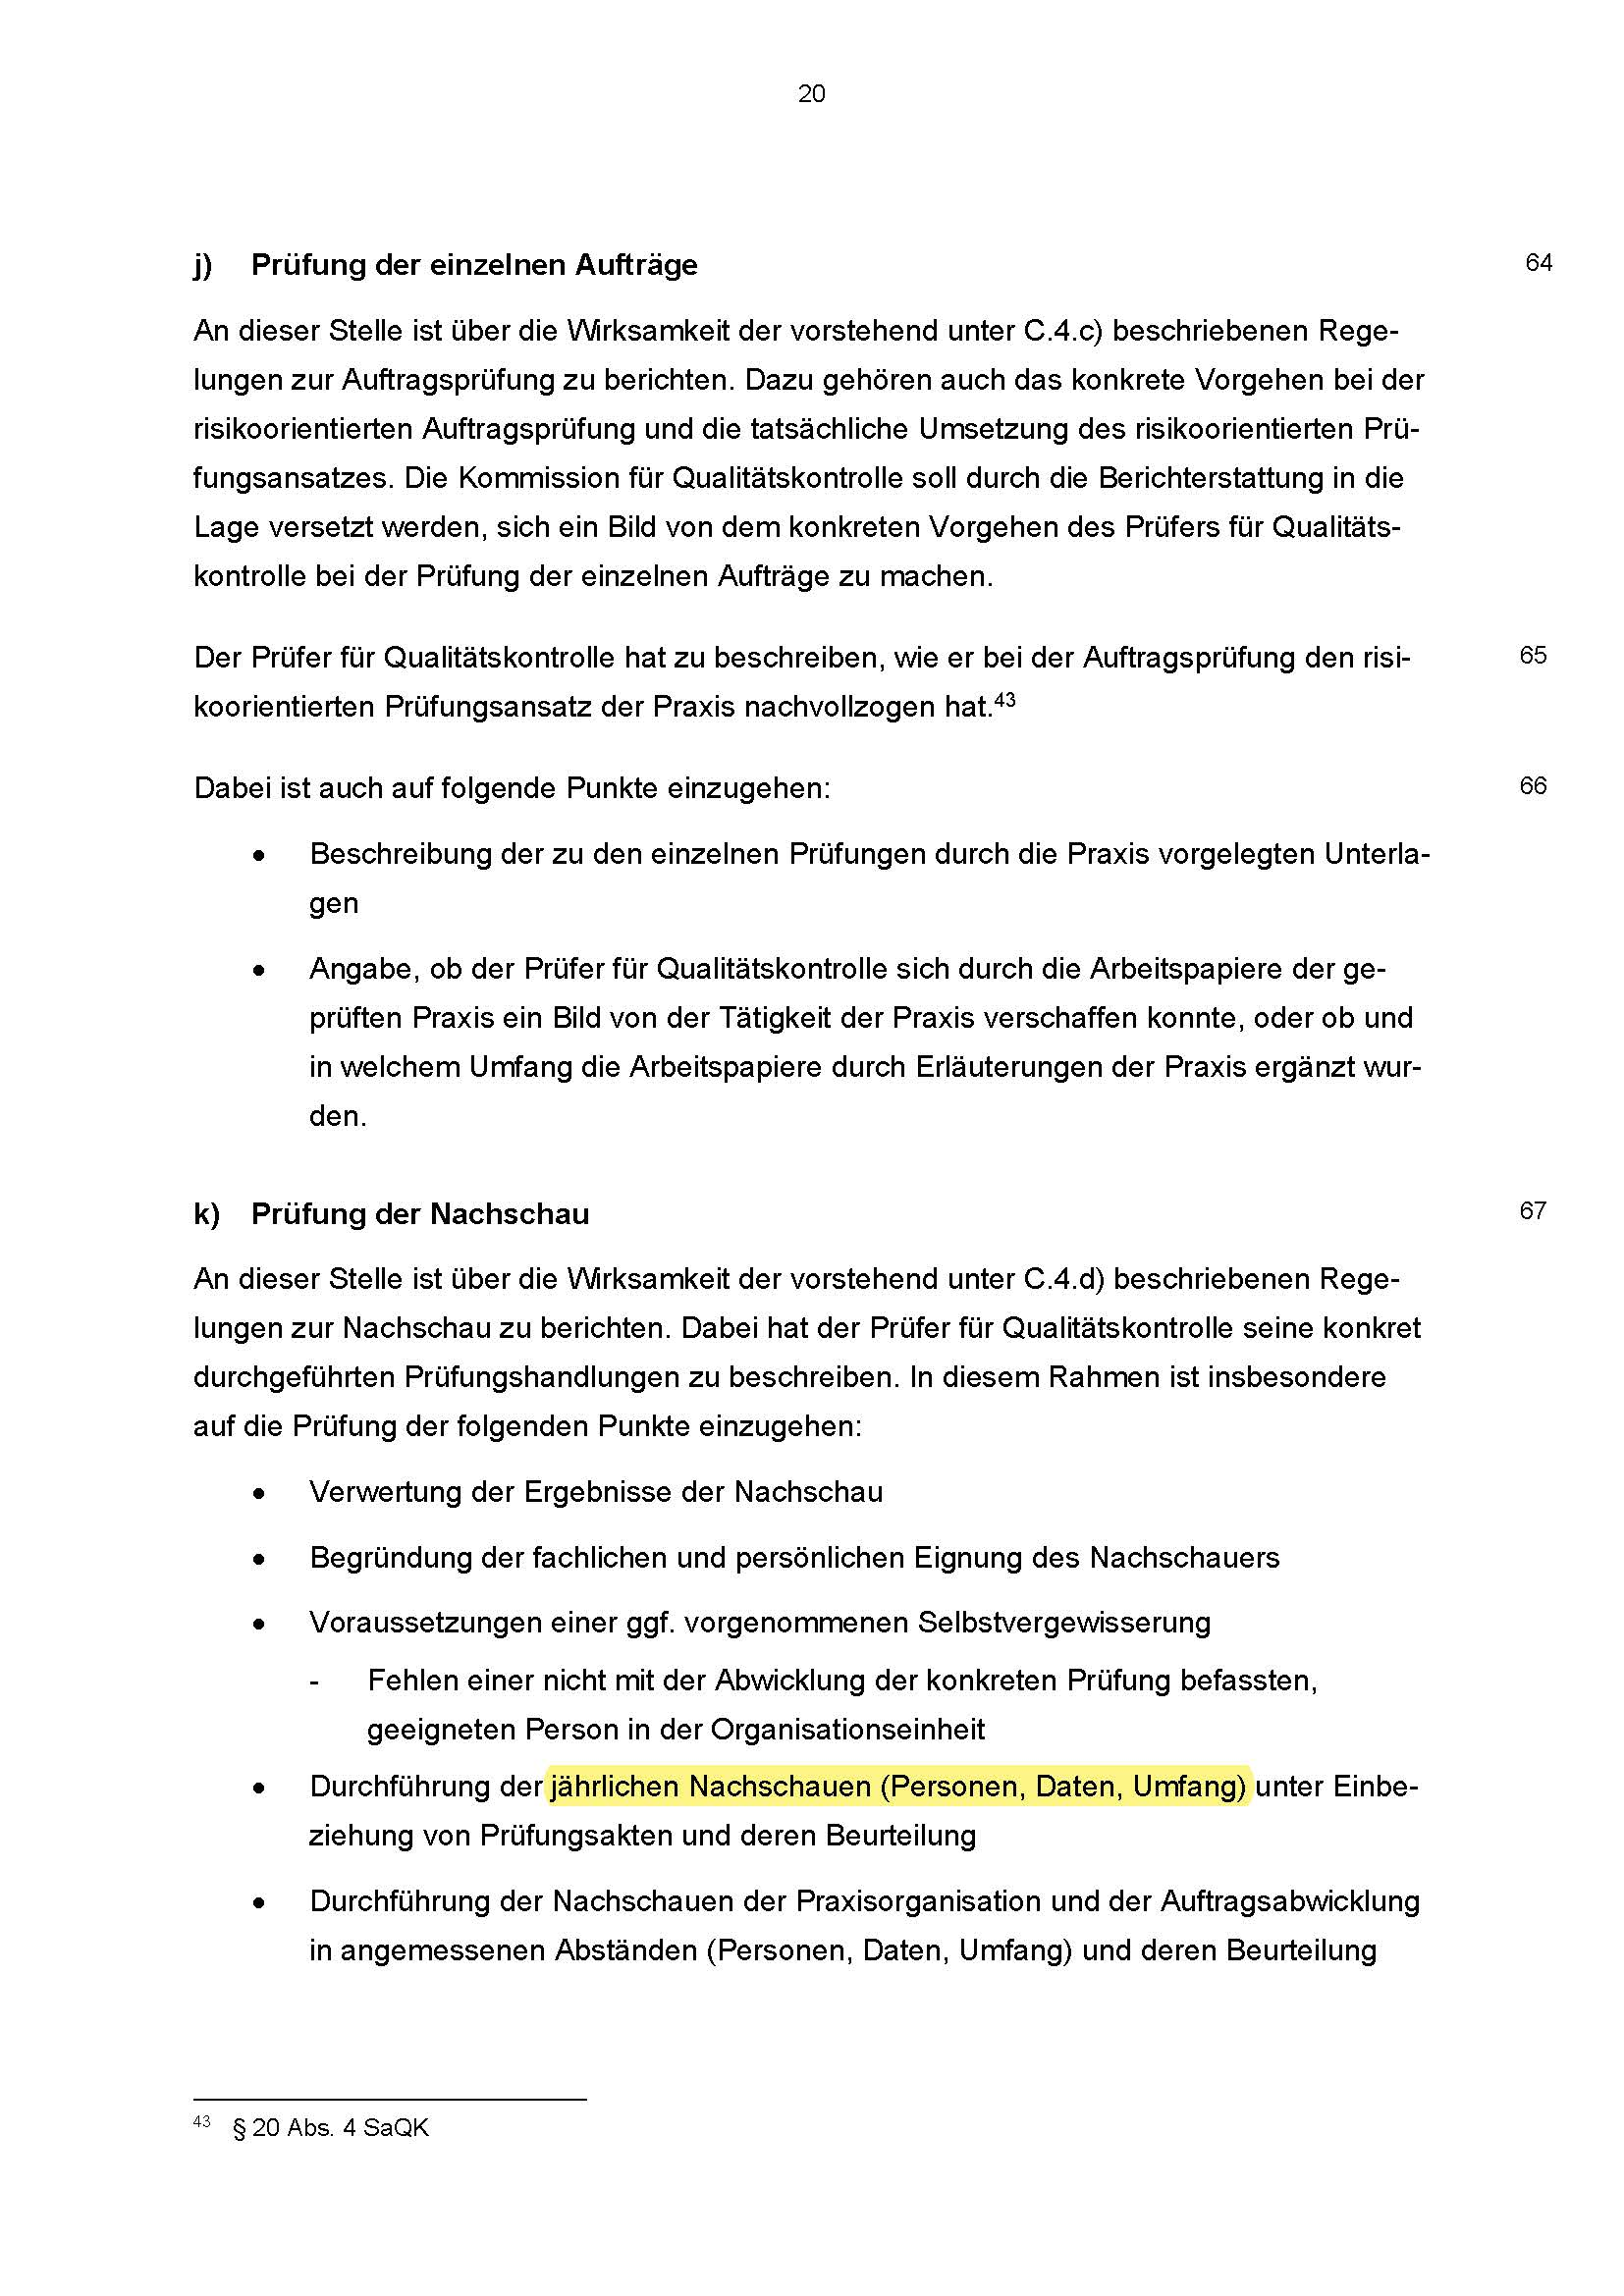 20
j) Prüfung der einzelnen Aufträge 64
An dieser Stelle ist über die Wirksamkeit der vorstehend unter C.4.c) beschriebenen Rege-
lungen zur Auftragsprüfung zu berichten. Dazu gehören auch das konkrete Vorgehen bei der
risikoorientierten Auftragsprüfung und die tatsächliche Umsetzung des risikoorientierten Prü-
fungsansatzes. Die Kommission für Qualitätskontrolle soll durch die Berichterstattung in die
Lage versetzt werden, sich ein Bild von dem konkreten Vorgehen des Prüfers für Qualitäts-
kontrolle bei der Prüfung der einzelnen Aufträge zu machen.
Der Prüfer für Qualitätskontrolle hat zu beschreiben, wie er bei der Auftragsprüfung den risi- 65
koorientierten Prüfungsansatz der Praxis nachvollzogen hat.43
Dabei ist auch auf folgende Punkte einzugehen: 66
• Beschreibung der zu den einzelnen Prüfungen durch die Praxis vorgelegten Unterla-
gen
• Angabe, ob der Prüfer für Qualitätskontrolle sich durch die Arbeitspapiere der ge-
prüften Praxis ein Bild von der Tätigkeit der Praxis verschaffen konnte, oder ob und
in welchem Umfang die Arbeitspapiere durch Erläuterungen der Praxis ergänzt wur-
den.
k) Prüfung der Nachschau 67
An dieser Stelle ist über die Wirksamkeit der vorstehend unter C.4.d) beschriebenen Rege-
lungen zur Nachschau zu berichten. Dabei hat der Prüfer für Qualitätskontrolle seine konkret
durchgeführten Prüfungshandlungen zu beschreiben. In diesem Rahmen ist insbesondere
auf die Prüfung der folgenden Punkte einzugehen:
• Verwertung der Ergebnisse der Nachschau
• Begründung der fachlichen und persönlichen Eignung des Nachschauers
• Voraussetzungen einer ggf. vorgenommenen Selbstvergewisserung
- Fehlen einer nicht mit der Abwicklung der konkreten Prüfung befassten,
geeigneten Person in der Organisationseinheit
• Durchführung der jährlichen Nachschauen (Personen, Daten, Umfang) unter Einbe-
ziehung von Prüfungsakten und deren Beurteilung
• Durchführung der Nachschauen der Praxisorganisation und der Auftragsabwicklung
in angemessenen Abständen (Personen, Daten, Umfang) und deren Beurteilung
43 § 20 Abs. 4 SaQK